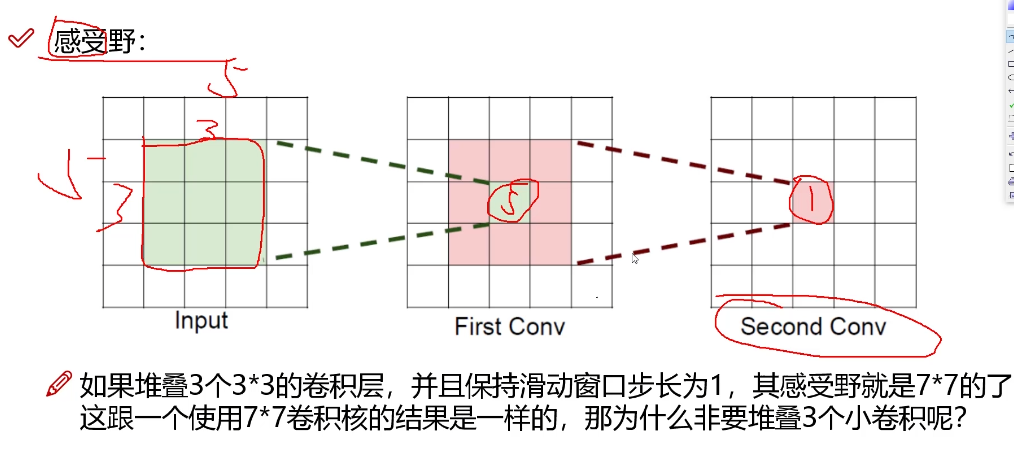 感受野：
5
3
5
3
5
1
Input
First Conv
Second Conv
如果堆叠3个3*3的卷积层，并且保持滑动窗口步长为1，其感受野就是7*7的了
这跟一个使用7*7卷积核的结果是一样的，那为什么非要堆叠3个小卷积呢？